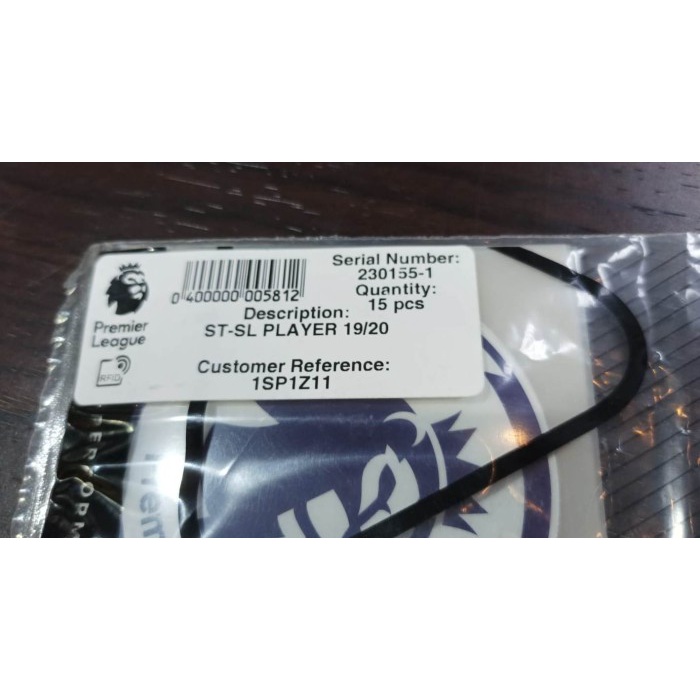 Premier
League
RFID
0 400000 005812
Serial Number:
230155-1
Quantity:
15 pcs
Description:
ST-SL PLAYER 19/20
Customer Reference:
1SP1Z11